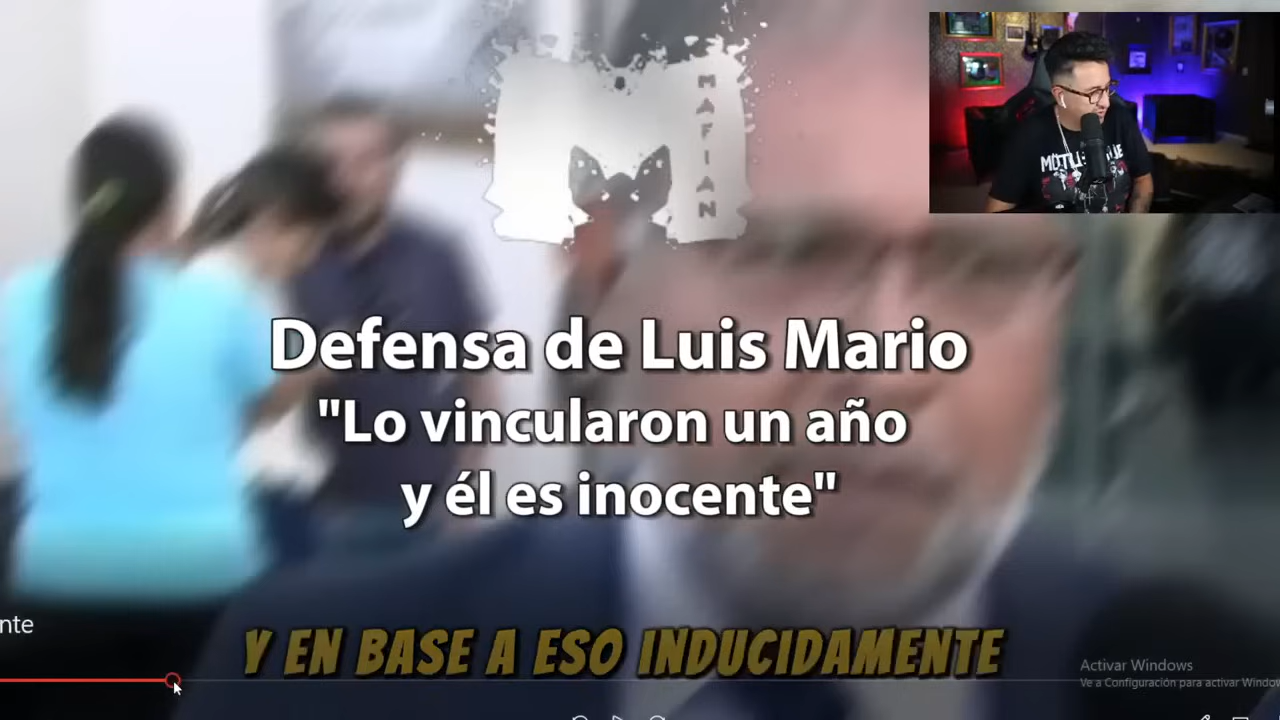 MAFIAN
Defensa de Luis Mario
"Lo vincularon un año
y él es inocente"
nte
Y EN BASE A ESO INDUCIDAMENTE
Activar Windows
Ve a Configuración para activar Window